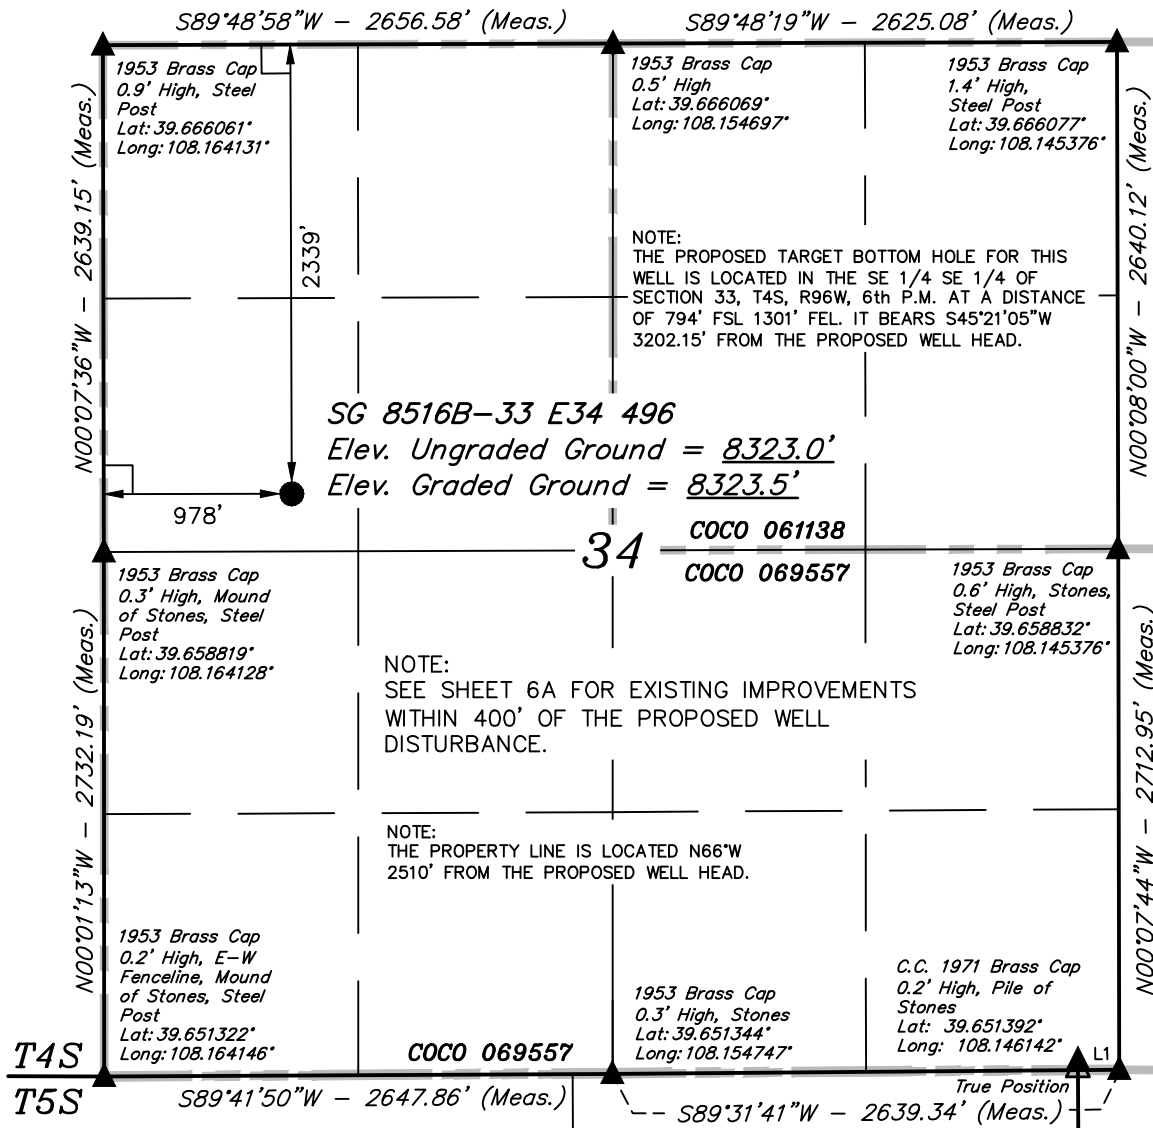 S89°48'58"W - 2656.58' (Meas.)
S89°48'19"W - 2625.08' (Meas.)
1953 Brass Cap
0.9' High, Steel
Post
Lat: 39.666061°
Long: 108.164131°
1953 Brass Cap
0.5' High
Lat: 39.666069°
Long: 108.154697°
1953 Brass Cap
1.4' High,
Steel Post
Lat: 39.666077°
Long: 108.145376°
N00°07'36"W - 2639.15' (Meas.)
2339'
N00°08'00"W - 2640.12' (Meas.)
NOTE:
THE PROPOSED TARGET BOTTOM HOLE FOR THIS
WELL IS LOCATED IN THE SE 1/4 SE 1/4 OF
SECTION 33, T4S, R96W, 6th P.M. AT A DISTANCE
OF 794' FSL 1301' FEL. IT BEARS S45°21'05"W
3202.15' FROM THE PROPOSED WELL HEAD.
SG 8516B-33 E34 496
Elev. Ungraded Ground = 8323.0'
Elev. Graded Ground = 8323.5'
978'
COCO 061138
34
COCO 069557
1953 Brass Cap
0.3' High, Mound
of Stones, Steel
Post
Lat: 39.658819°
Long: 108.164128°
1953 Brass Cap
0.6' High, Stones,
Steel Post
Lat: 39.658832°
Long: 108.145376°
N00°01'13"W - 2732.19' (Meas.)
NOTE:
SEE SHEET 6A FOR EXISTING IMPROVEMENTS
WITHIN 400' OF THE PROPOSED WELL
DISTURBANCE.
N00°07'44"W - 2712.95' (Meas.)
NOTE:
THE PROPERTY LINE IS LOCATED N66°W
2510' FROM THE PROPOSED WELL HEAD.
1953 Brass Cap
0.2' High, E-W
Fenceline, Mound
of Stones, Steel
Post
Lat: 39.651322°
Long: 108.164146°
1953 Brass Cap
0.3' High, Stones
Lat: 39.651344°
Long: 108.154747°
C.C. 1971 Brass Cap
0.2' High, Pile of
Stones
Lat: 39.651392°
Long: 108.146142°
COCO 069557
L1
T4S
T5S
True Position
S89°41'50"W - 2647.86' (Meas.)
S89°31'41"W - 2639.34' (Meas.)